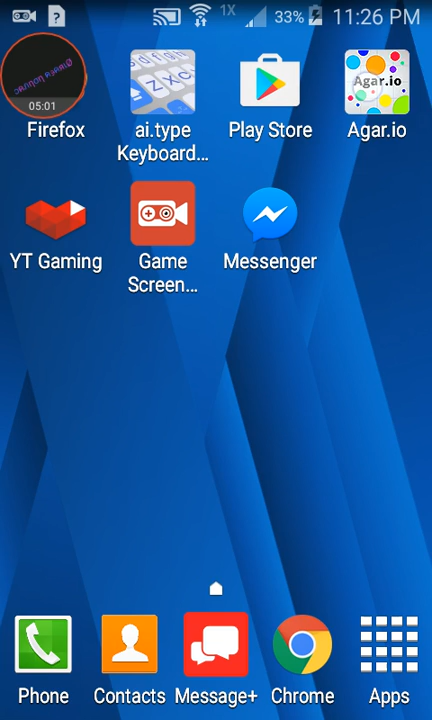 1X 33% 11:26 PM
05:01
Firefox
ai.type
Keyboard...
Play Store
Agar.io
Agar.io
YT Gaming
Game
Screen...
Messenger
Phone
Contacts
Message+
Chrome
Apps